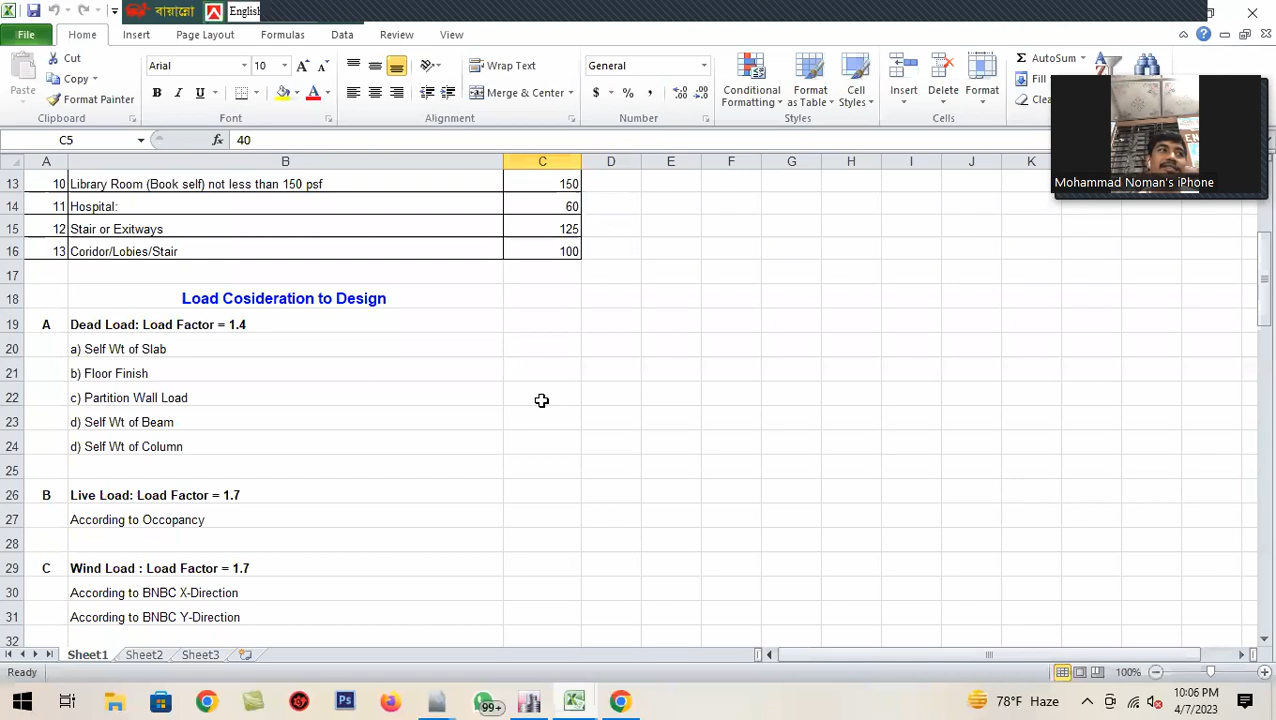 বায়ান্নো English
File Home Insert Page Layout Formulas Data Review View
Cut
Copy
Format Painter
Paste
Clipboard
Arial 10
Font
Wrap Text
Merge & Center
Alignment
General
Number
Conditional Formatting
Format as Table
Cell Styles
Styles
Insert Delete Format
Cells
AutoSum
Fill
Clea
Mohammad Noman's iPhone
C5 fx 40
A B C D E F G H I J K
13 10 Library Room (Book self) not less than 150 psf 150
14 11 Hospital: 60
15 12 Stair or Exitways 125
16 13 Coridor/Lobies/Stair 100
17
18 Load Cosideration to Design
19 A Dead Load: Load Factor = 1.4
20 a) Self Wt of Slab
21 b) Floor Finish
22 c) Partition Wall Load
23 d) Self Wt of Beam
24 d) Self Wt of Column
25
26 B Live Load: Load Factor = 1.7
27 According to Occopancy
28
29 C Wind Load : Load Factor = 1.7
30 According to BNBC X-Direction
31 According to BNBC Y-Direction
32
Sheet1 Sheet2 Sheet3
Ready 100%
99+
78°F Haze
10:06 PM
4/7/2023